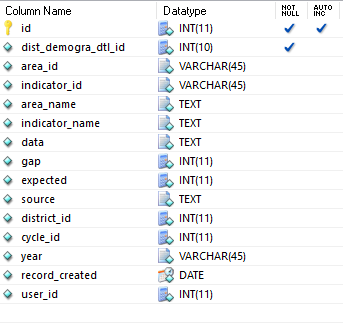 Column Name Datatype NOT NULL AUTO INC
id INT(11)
dist_demogra_dtl_id INT(10)
area_id VARCHAR(45)
indicator_id VARCHAR(45)
area_name TEXT
indicator_name TEXT
data TEXT
gap INT(11)
expected INT(11)
source TEXT
district_id INT(11)
cycle_id INT(11)
year VARCHAR(45)
record_created DATE
user_id INT(11)